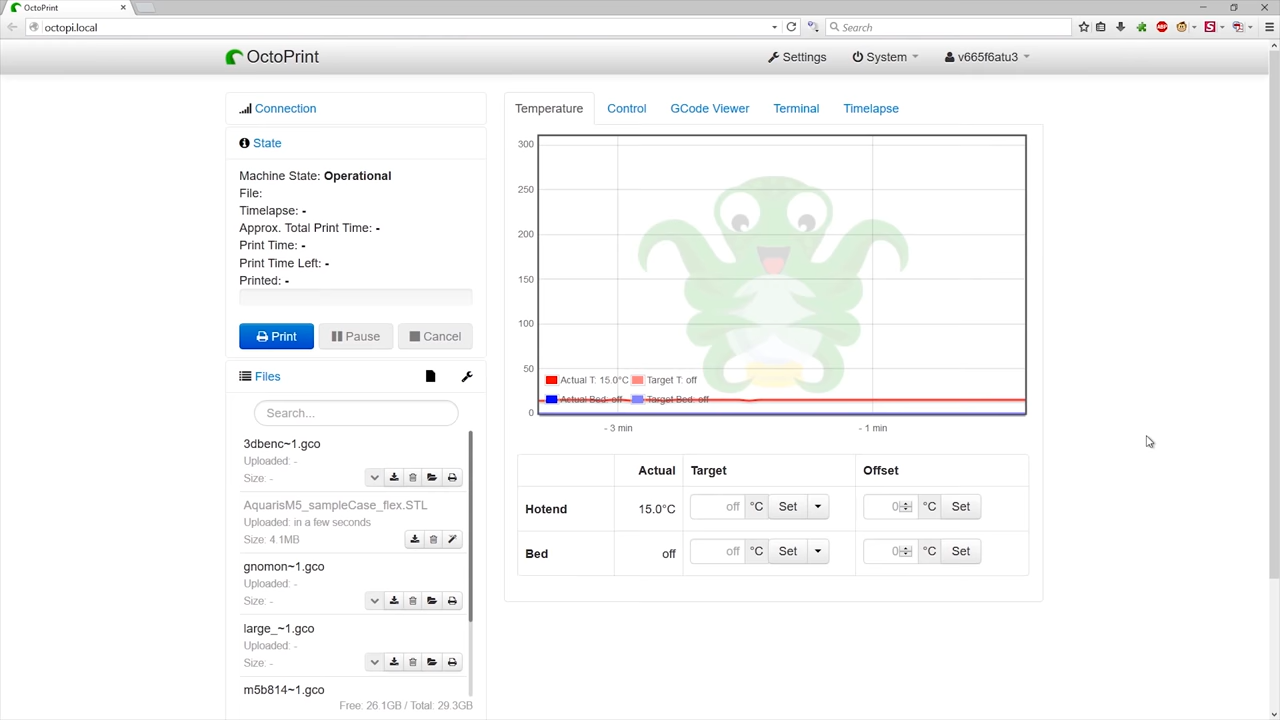 OctoPrint
octopi.local
Search
OctoPrint
Settings
System
v665f6atu3
Connection
State
Machine State: Operational
File:
Timelapse: -
Approx. Total Print Time: -
Print Time: -
Print Time Left: -
Printed: -
Print
Pause
Cancel
Files
Search...
3dbenc~1.gco
Uploaded: -
Size: -
AquarisM5_sampleCase_flex.STL
Uploaded: in a few seconds
Size: 4.1MB
gnomon~1.gco
Uploaded: -
Size: -
large_~1.gco
Uploaded: -
Size: -
m5b814~1.gco
Free: 26.1GB / Total: 29.3GB
Temperature
Control
GCode Viewer
Terminal
Timelapse
300
250
200
150
100
50
0
Actual T: 15.0°C Target T: off
Actual Bed: off Target Bed: off
- 3 min
- 1 min
Actual Target Offset
Hotend 15.0°C off °C Set 0 °C Set
Bed off off °C Set 0 °C Set
ABP
S